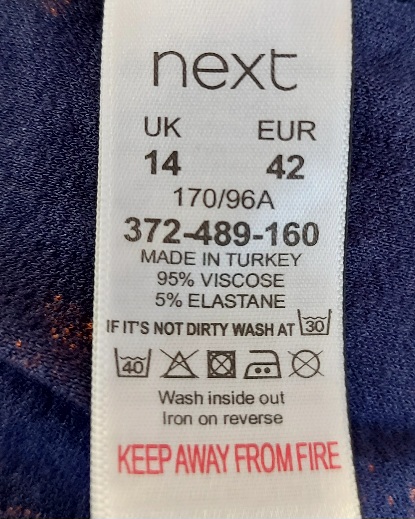 next
UK EUR
14 42
170/96A
372-489-160
MADE IN TURKEY
95% VISCOSE
5% ELASTANE
IF IT'S NOT DIRTY WASH AT 30
40
Wash inside out
Iron on reverse
KEEP AWAY FROM FIRE